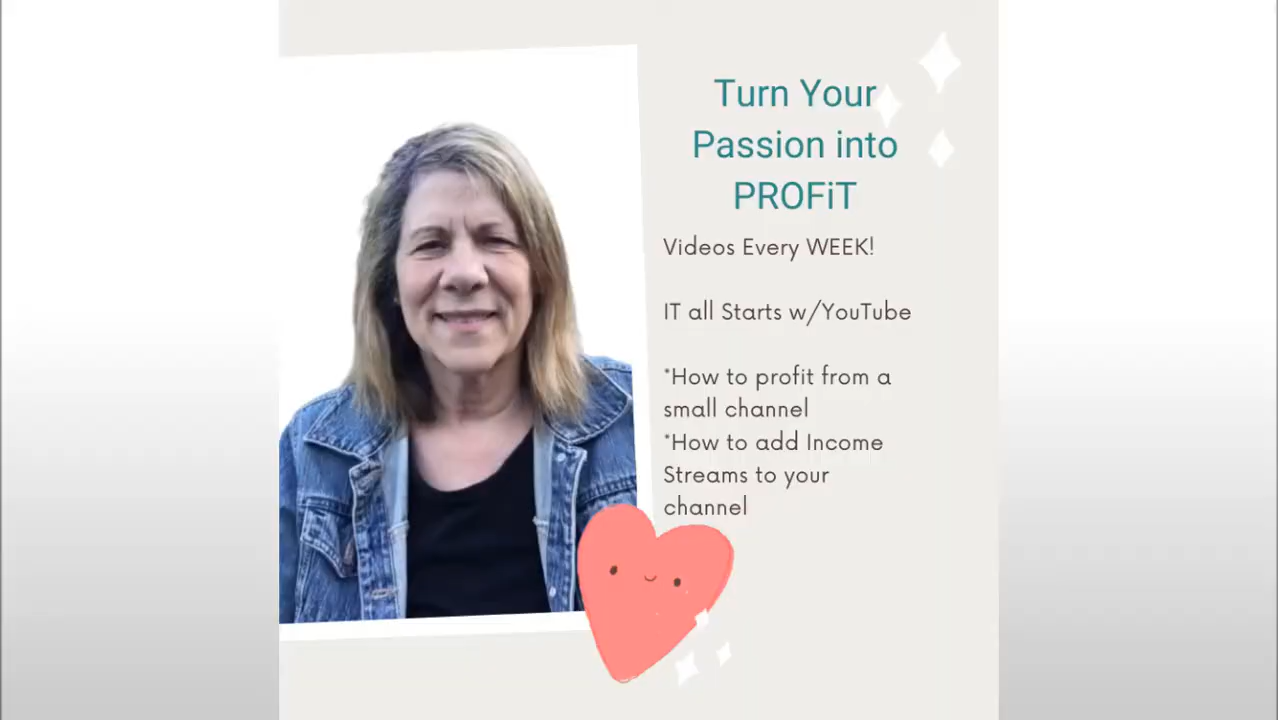 Turn Your
Passion into
PROFiT
Videos Every WEEK!
IT all Starts w/YouTube
*How to profit from a
small channel
*How to add Income
Streams to your
channel